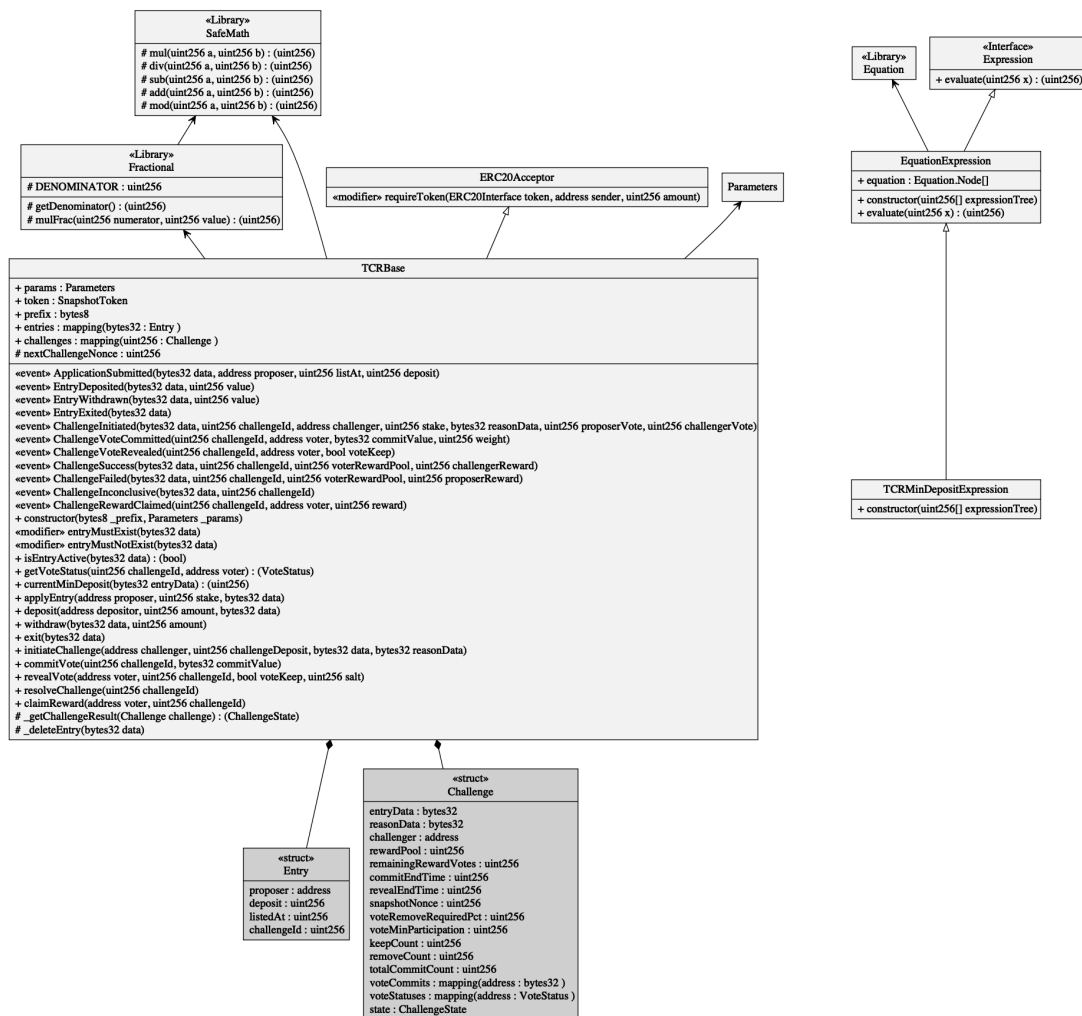 «Library»
SafeMath
# mul(uint256 a, uint256 b) : (uint256)
# div(uint256 a, uint256 b) : (uint256)
# sub(uint256 a, uint256 b) : (uint256)
# add(uint256 a, uint256 b) : (uint256)
# mod(uint256 a, uint256 b) : (uint256)
«Library»
Equation
«Interface»
Expression
+ evaluate(uint256 x) : (uint256)
«Library»
Fractional
# DENOMINATOR : uint256
# getDenominator() : (uint256)
# mulFrac(uint256 numerator, uint256 value) : (uint256)
ERC20Acceptor
«modifier» requireToken(ERC20Interface token, address sender, uint256 amount)
Parameters
EquationExpression
+ equation : Equation.Node[]
+ constructor(uint256[] expressionTree)
+ evaluate(uint256 x) : (uint256)
TCRBase
+ params : Parameters
+ token : SnapshotToken
+ prefix : bytes8
+ entries : mapping(bytes32 : Entry )
+ challenges : mapping(uint256 : Challenge )
# nextChallengeNonce : uint256
«event» ApplicationSubmitted(bytes32 data, address proposer, uint256 listAt, uint256 deposit)
«event» EntryDeposited(bytes32 data, uint256 value)
«event» EntryWithdrawn(bytes32 data, uint256 value)
«event» EntryExited(bytes32 data)
«event» ChallengeInitiated(bytes32 data, uint256 challengeId, address challenger, uint256 stake, bytes32 reasonData, uint256 proposerVote, uint256 challengerVote)
«event» ChallengeVoteCommitted(uint256 challengeId, address voter, bytes32 commitValue, uint256 weight)
«event» ChallengeVoteRevealed(uint256 challengeId, address voter, bool voteKeep)
«event» ChallengeSuccess(bytes32 data, uint256 challengeId, uint256 voterRewardPool, uint256 challengerReward)
«event» ChallengeFailed(bytes32 data, uint256 challengeId, uint256 voterRewardPool, uint256 proposerReward)
«event» ChallengeInconclusive(bytes32 data, uint256 challengeId)
«event» ChallengeRewardClaimed(uint256 challengeId, address voter, uint256 reward)
+ constructor(bytes8 _prefix, Parameters _params)
«modifier» entryMustExist(bytes32 data)
«modifier» entryMustNotExist(bytes32 data)
+ isEntryActive(bytes32 data) : (bool)
+ getVoteStatus(uint256 challengeId, address voter) : (VoteStatus)
+ currentMinDeposit(bytes32 entryData) : (uint256)
+ applyEntry(address proposer, uint256 stake, bytes32 data)
+ deposit(address depositor, uint256 amount, bytes32 data)
+ withdraw(bytes32 data, uint256 amount)
+ exit(bytes32 data)
+ initiateChallenge(address challenger, uint256 challengeDeposit, bytes32 data, bytes32 reasonData)
+ commitVote(uint256 challengeId, bytes32 commitValue)
+ revealVote(address voter, uint256 challengeId, bool voteKeep, uint256 salt)
+ resolveChallenge(uint256 challengeId)
+ claimReward(address voter, uint256 challengeId)
# _getChallengeResult(Challenge challenge) : (ChallengeState)
# _deleteEntry(bytes32 data)
TCRMinDepositExpression
+ constructor(uint256[] expressionTree)
«struct»
Entry
proposer : address
deposit : uint256
listedAt : uint256
challengeId : uint256
«struct»
Challenge
entryData : bytes32
reasonData : bytes32
challenger : address
rewardPool : uint256
remainingRewardVotes : uint256
commitEndTime : uint256
revealEndTime : uint256
snapshotNonce : uint256
voteRemoveRequiredPct : uint256
voteMinParticipation : uint256
keepCount : uint256
removeCount : uint256
totalCommitCount : uint256
voteCommits : mapping(address : bytes32 )
voteStatuses : mapping(address : VoteStatus )
state : ChallengeState